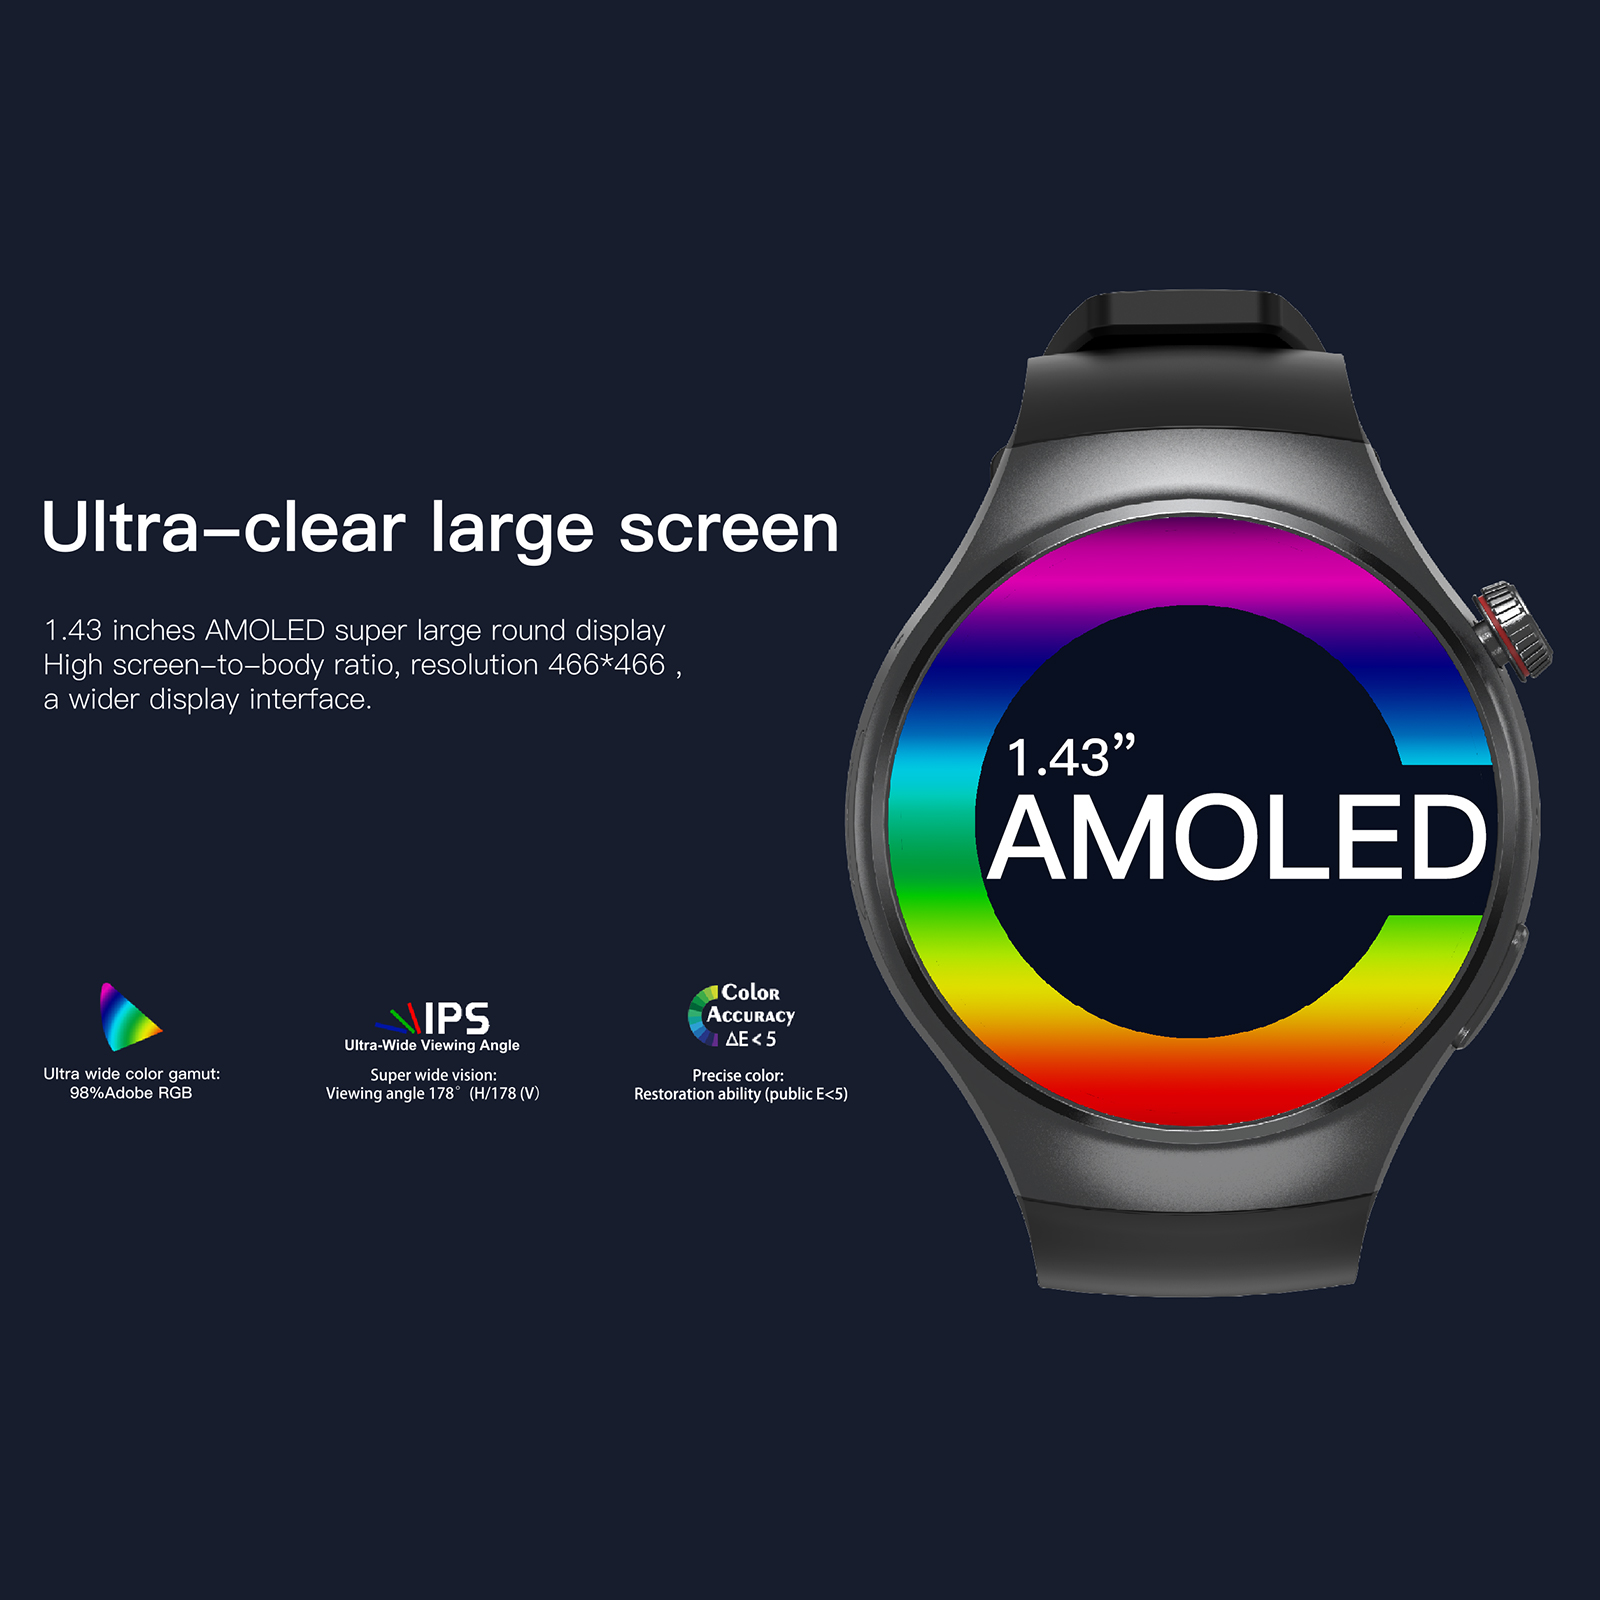 Ultra-clear large screen
1.43 inches AMOLED super large round display
High screen-to-body ratio, resolution 466*466 ,
a wider display interface.
1.43”
AMOLED
Ultra wide color gamut:
98%Adobe RGB
IPS
Ultra-Wide Viewing Angle
Super wide vision:
Viewing angle 178° (H/178 (V)
Color
Accuracy
ΔE<5
Precise color:
Restoration ability (public E<5)